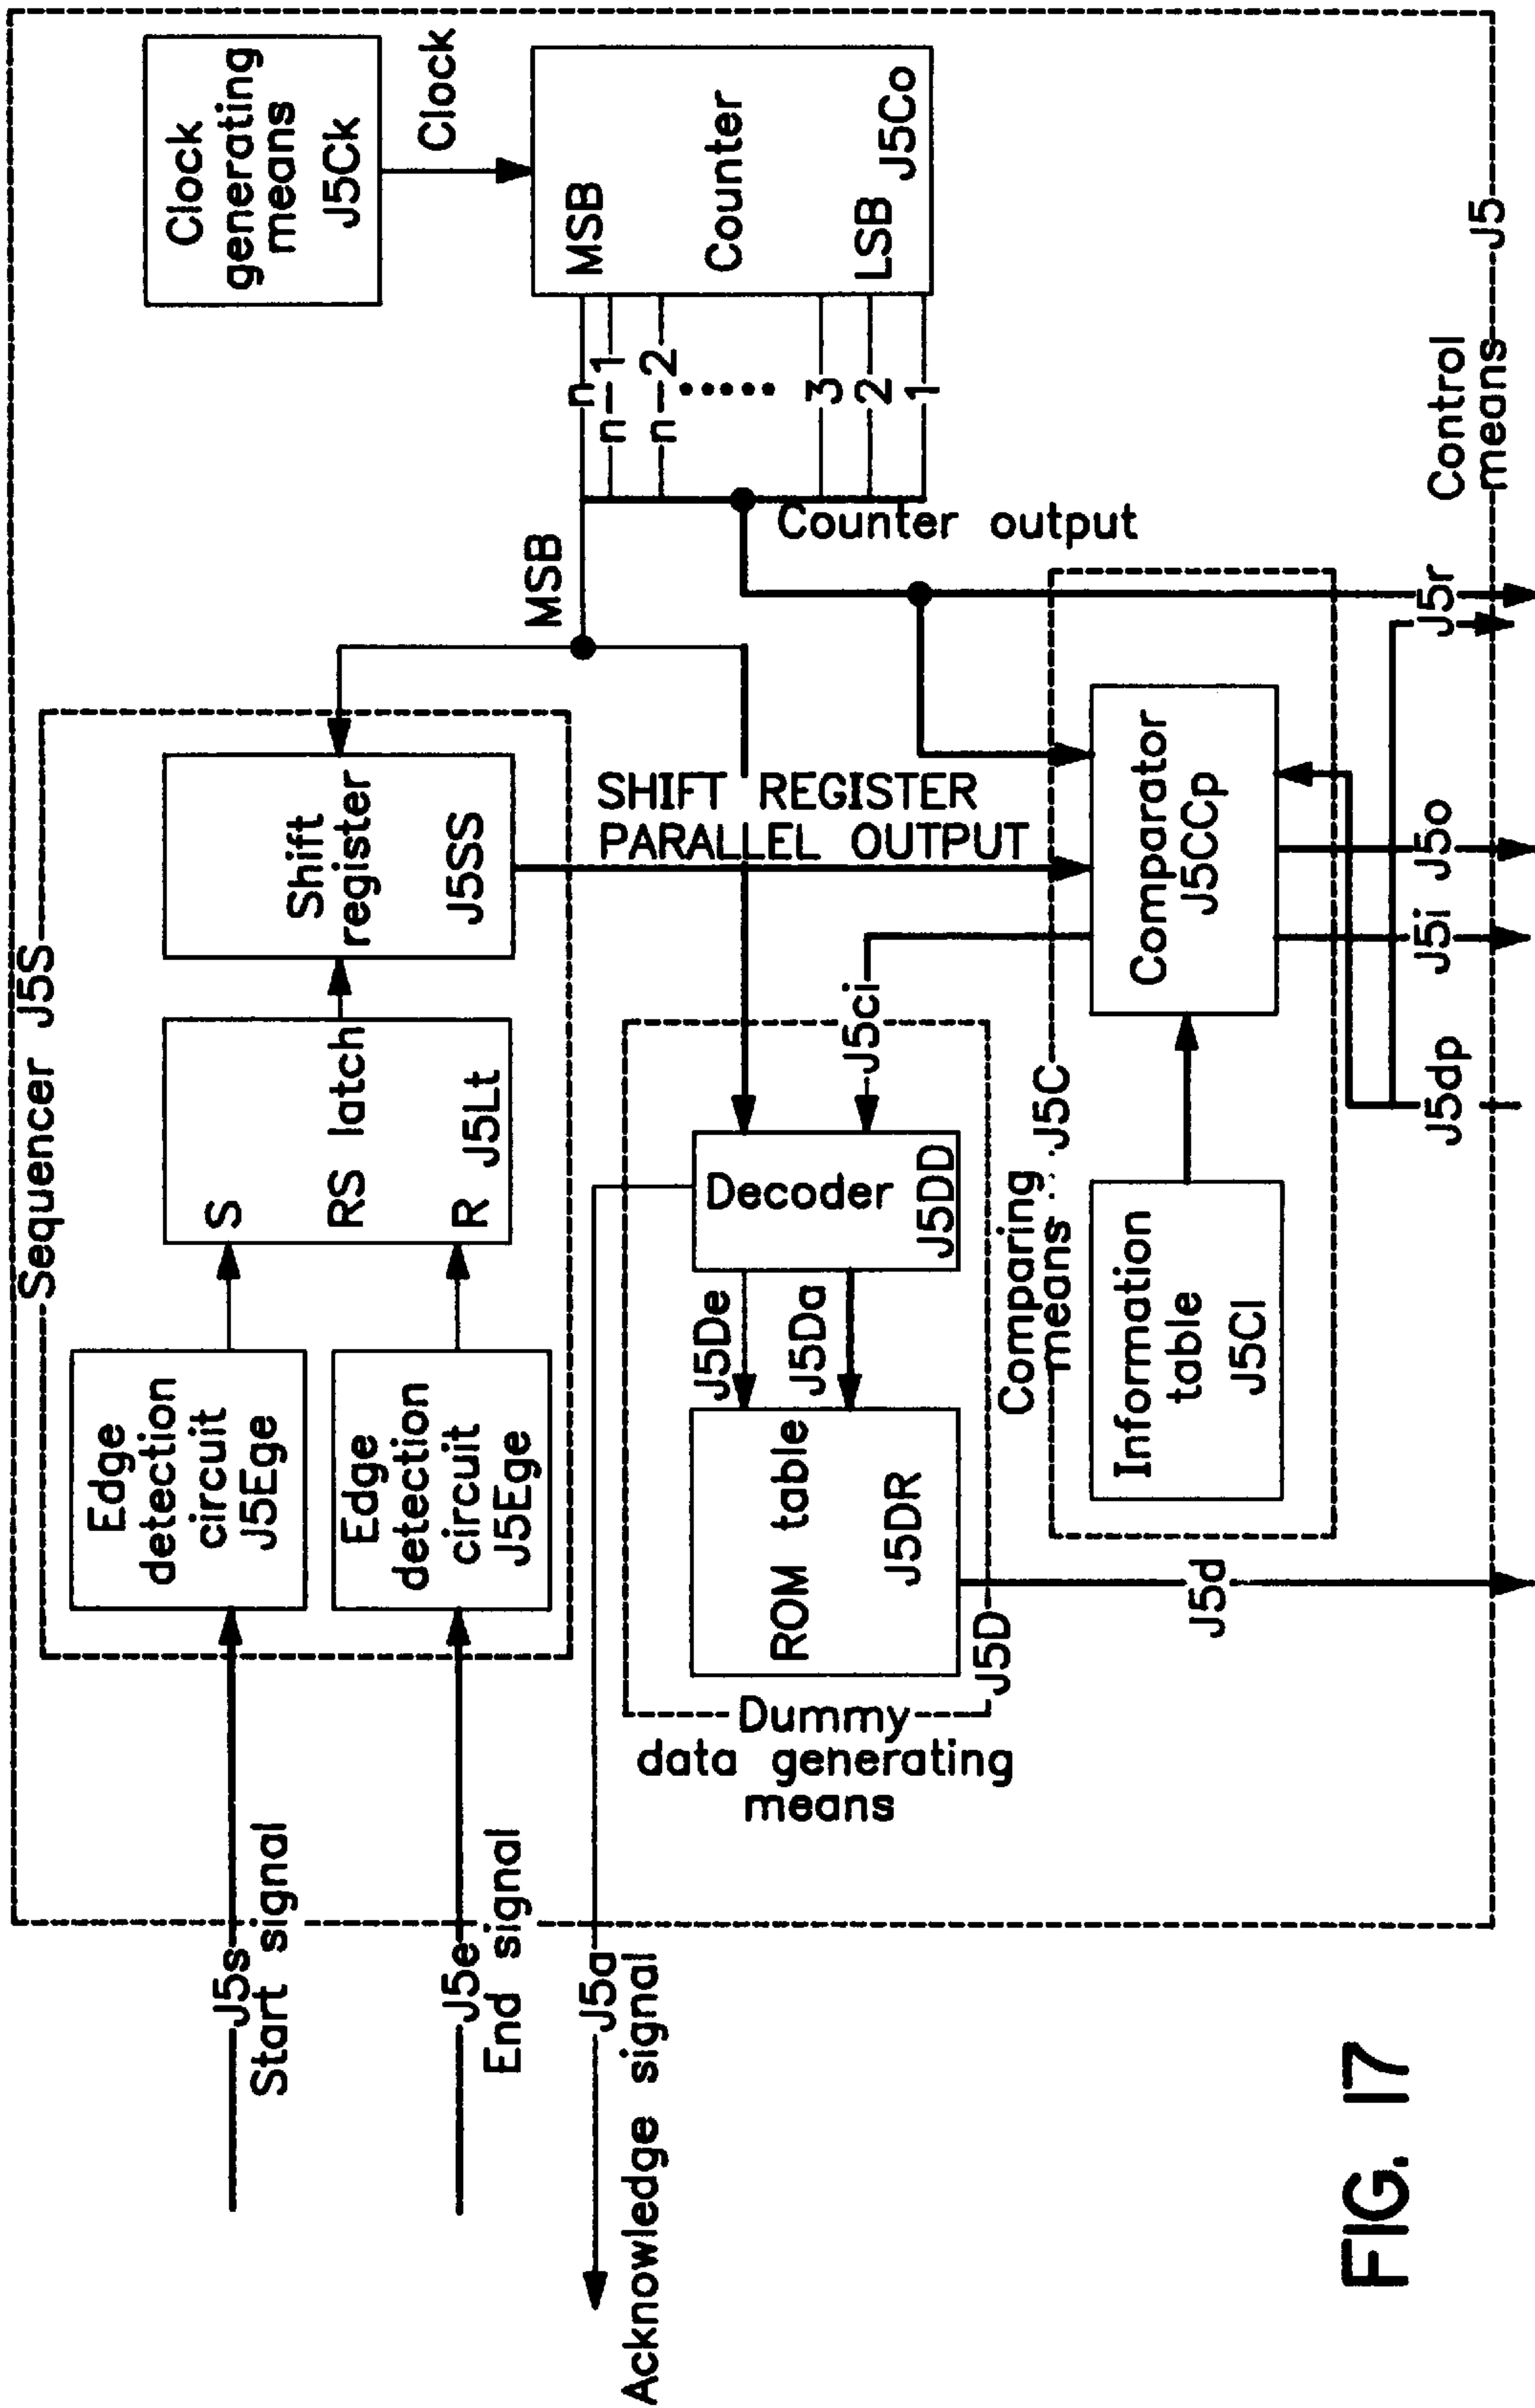 Sequencer J5S
J5s
Start signal
Edge
detection
circuit
J5Ege
S
RS latch
R
J5Lt
Shift
register
J5SS
Clock
generating
means
J5Ck
Clock
J5e
End signal
Edge
detection
circuit
J5Ege
MSB
MSB
Counter
LSB
J5Co
n
n-1
n-2
.....
3
2
1
Counter output
SHIFT REGISTER
PARALLEL OUTPUT
J5a
Acknowledge signal
Dummy
data generating
means
J5D
ROM table
J5DR
J5De
J5Da
Decoder
J5DD
J5ci
Comparing
means
J5C
Information
table
J5CI
Comparator
J5CCp
J5d
J5dp
J5i
J5o
J5r
Control
means
J5
FIG. 17